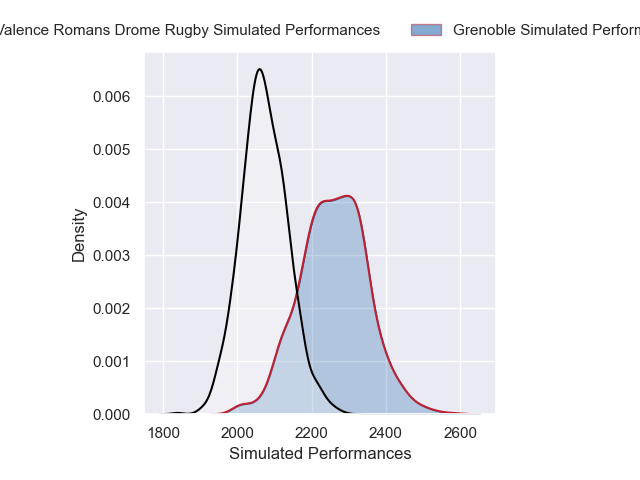 Valence Romans Drome Rugby Simulated Performances
Grenoble Simulated Perform
0.006
0.005
0.004
0.003
0.002
0.001
0.000
Density
1800 2000 2200 2400 2600
Simulated Performances